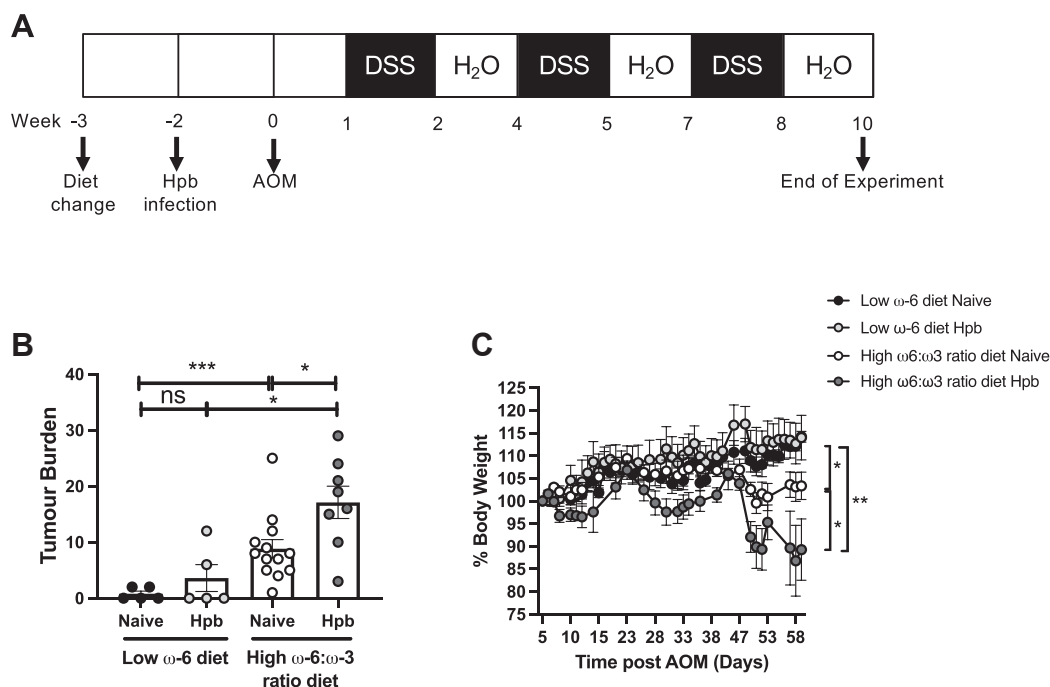 A
DSS H₂O DSS H₂O DSS H₂O
Week -3 -2 0 1 2 4 5 7 8 10
Diet change
Hpb infection
AOM
End of Experiment
B
Tumour Burden
40
30
20
10
0
***
*
ns
*
Naive Hpb Naive Hpb
Low ω-6 diet
High ω-6:ω-3
ratio diet
C
Low ω-6 diet Naive
Low ω-6 diet Hpb
High ω6:ω3 ratio diet Naive
High ω6:ω3 ratio diet Hpb
% Body Weight
125
120
115
110
105
100
95
90
85
80
75
*
**
*
5 10 15 23 28 33 38 47 53 58
Time post AOM (Days)